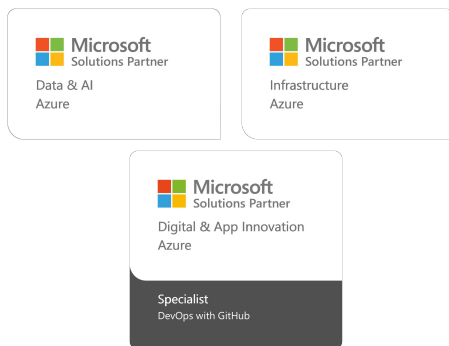 Microsoft
Solutions Partner
Data & AI
Azure
Microsoft
Solutions Partner
Infrastructure
Azure
Microsoft
Solutions Partner
Digital & App Innovation
Azure
Specialist
DevOps with GitHub